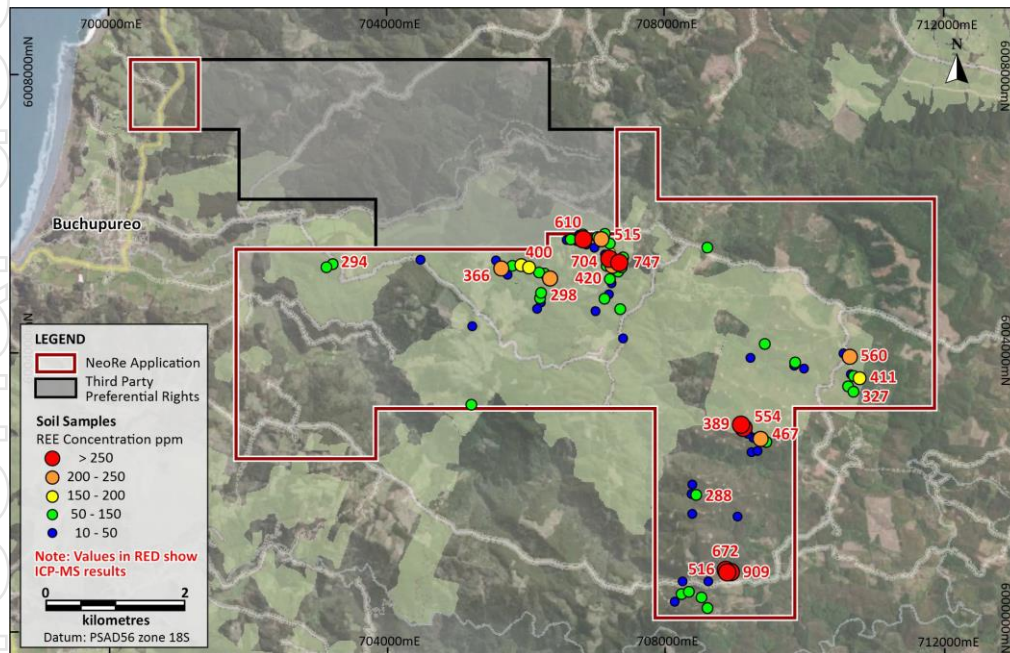 700000mE
704000mE
708000mE
712000mE
6008000mN
6008000mN
N
Buchupureo
610
515
400
294
704
747
366
420
298
6004000mN
560
411
327
554
389
467
288
672
516
909
LEGEND
NeoRe Application
Third Party
Preferential Rights
Soil Samples
REE Concentration ppm
> 250
200 - 250
150 - 200
50 - 150
10 - 50
Note: Values in RED show
ICP-MS results
0 2
kilometres
Datum: PSAD56 zone 18S
6000000mN
704000mE
708000mE
712000mE